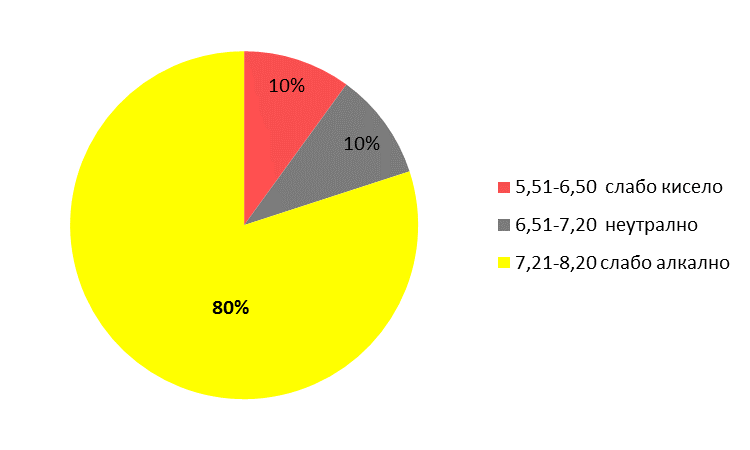 10%
10%
80%
5,51-6,50 слабо кисело
6,51-7,20 неутрално
7,21-8,20 слабо алкално